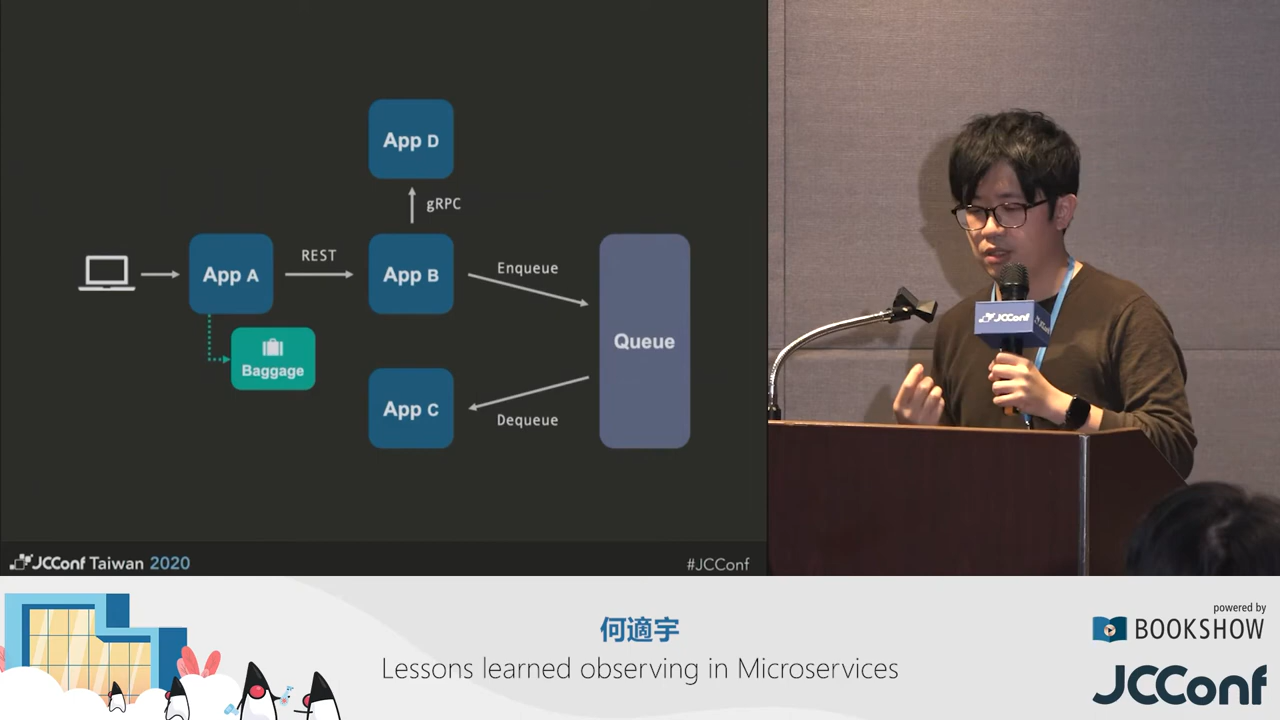 App D
gRPC
App A
REST
App B
Enqueue
Queue
Baggage
App C
Dequeue
JCConf Taiwan 2020
#JCConf
JCConf
何適宇
Lessons learned observing in Microservices
powered by
BOOKSHOW
JCConf